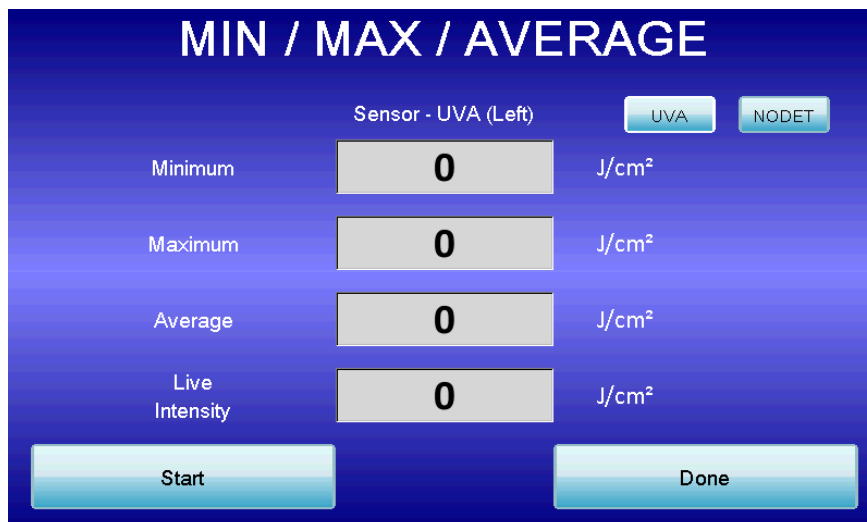 MIN / MAX / AVERAGE
Sensor - UVA (Left)
UVA
NODET
Minimum
0
J/cm²
Maximum
0
J/cm²
Average
0
J/cm²
Live
Intensity
0
J/cm²
Start
Done